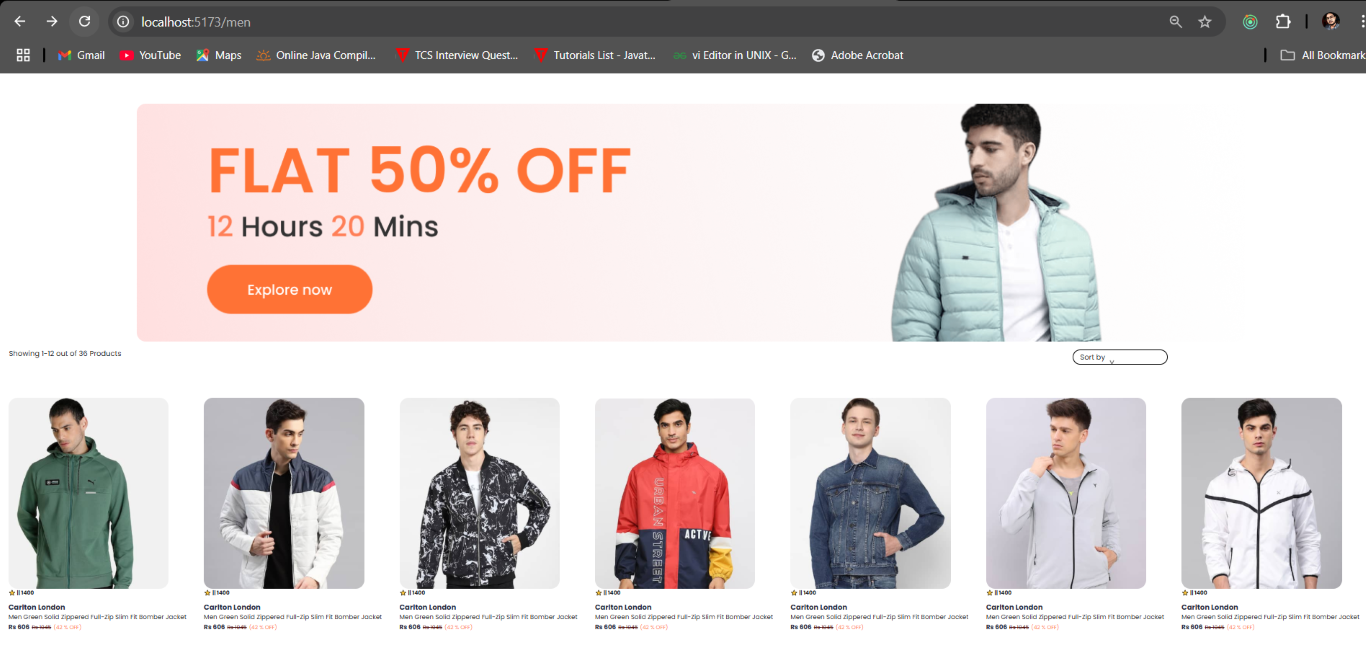 localhost:5173/men
Gmail YouTube Maps Online Java Compil... TCS Interview Quest... Tutorials List - Javat... vi Editor in UNIX - G... Adobe Acrobat All Bookmark
FLAT 50% OFF
12 Hours 20 Mins
Explore now
Showing 1-12 out of 36 Products
Sort by
URBAN STREET
ACTVE
1400 1400 1400 1400 1400 1400 1400
Carlton London Carlton London Carlton London Carlton London Carlton London Carlton London Carlton London
Men Green Solid Zippered Full-Zip Slim Fit Bomber Jacket Men Green Solid Zippered Full-Zip Slim Fit Bomber Jacket Men Green Solid Zippered Full-Zip Slim Fit Bomber Jacket Men Green Solid Zippered Full-Zip Slim Fit Bomber Jacket Men Green Solid Zippered Full-Zip Slim Fit Bomber Jacket Men Green Solid Zippered Full-Zip Slim Fit Bomber Jacket Men Green Solid Zippered Full-Zip Slim Fit Bomber Jacket
Rs 606 Rs 1045 (42 % OFF) Rs 606 Rs 1045 (42 % OFF) Rs 606 Rs 1045 (42 % OFF) Rs 606 Rs 1045 (42 % OFF) Rs 606 Rs 1045 (42 % OFF) Rs 606 Rs 1045 (42 % OFF) Rs 606 Rs 1045 (42 % OFF)